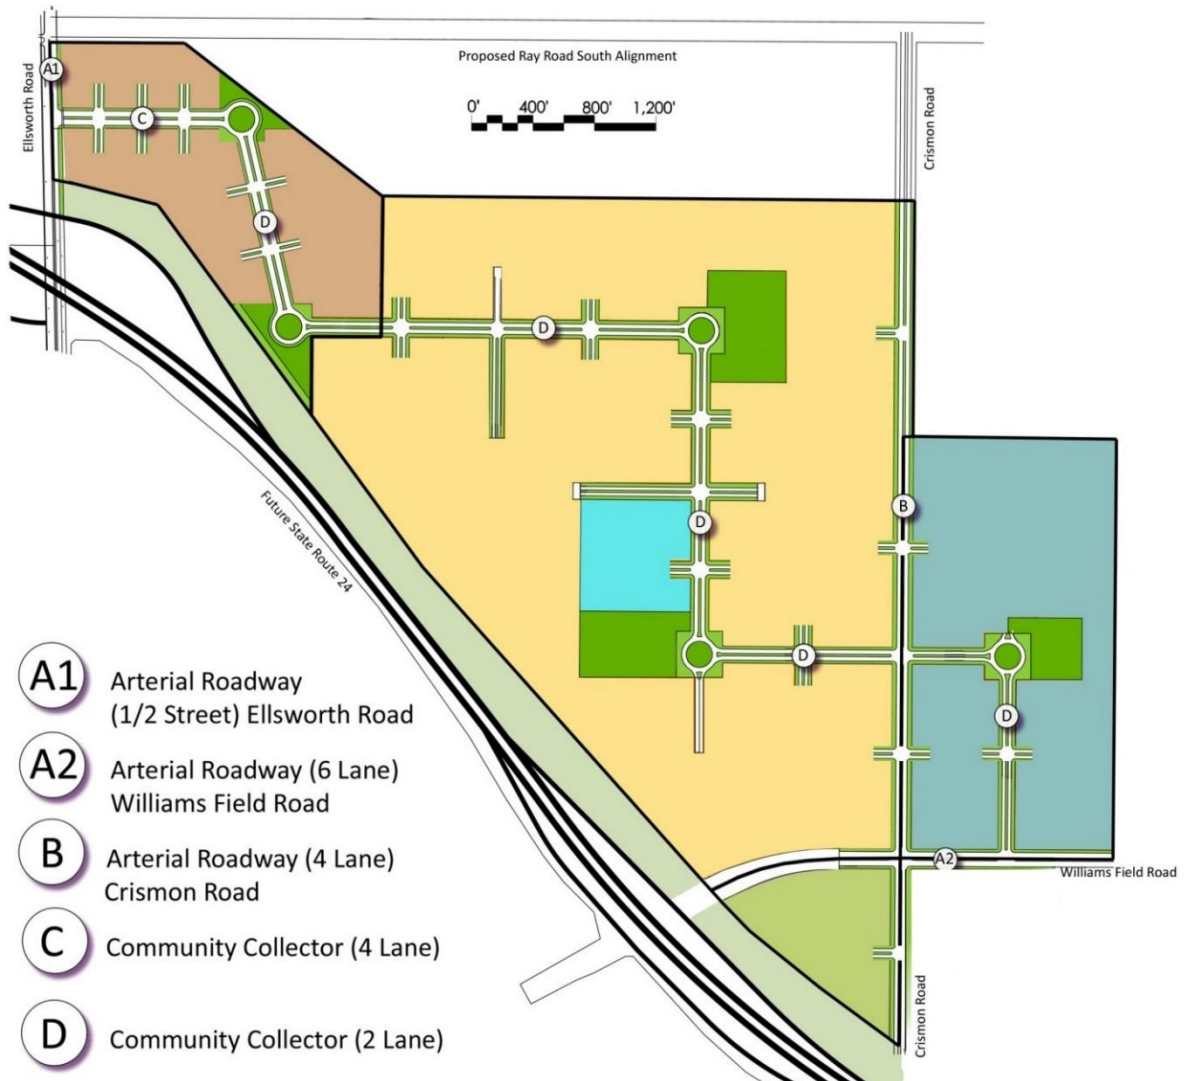 Proposed Ray Road South Alignment
Ellsworth Road
A1
C
0' 400' 800' 1,200'
Crismon Road
D
D
B
D
Future State Route 24
D
D
A2
Williams Field Road
Crismon Road
A1 Arterial Roadway
(1/2 Street) Ellsworth Road
A2 Arterial Roadway (6 Lane)
Williams Field Road
B Arterial Roadway (4 Lane)
Crismon Road
C Community Collector (4 Lane)
D Community Collector (2 Lane)